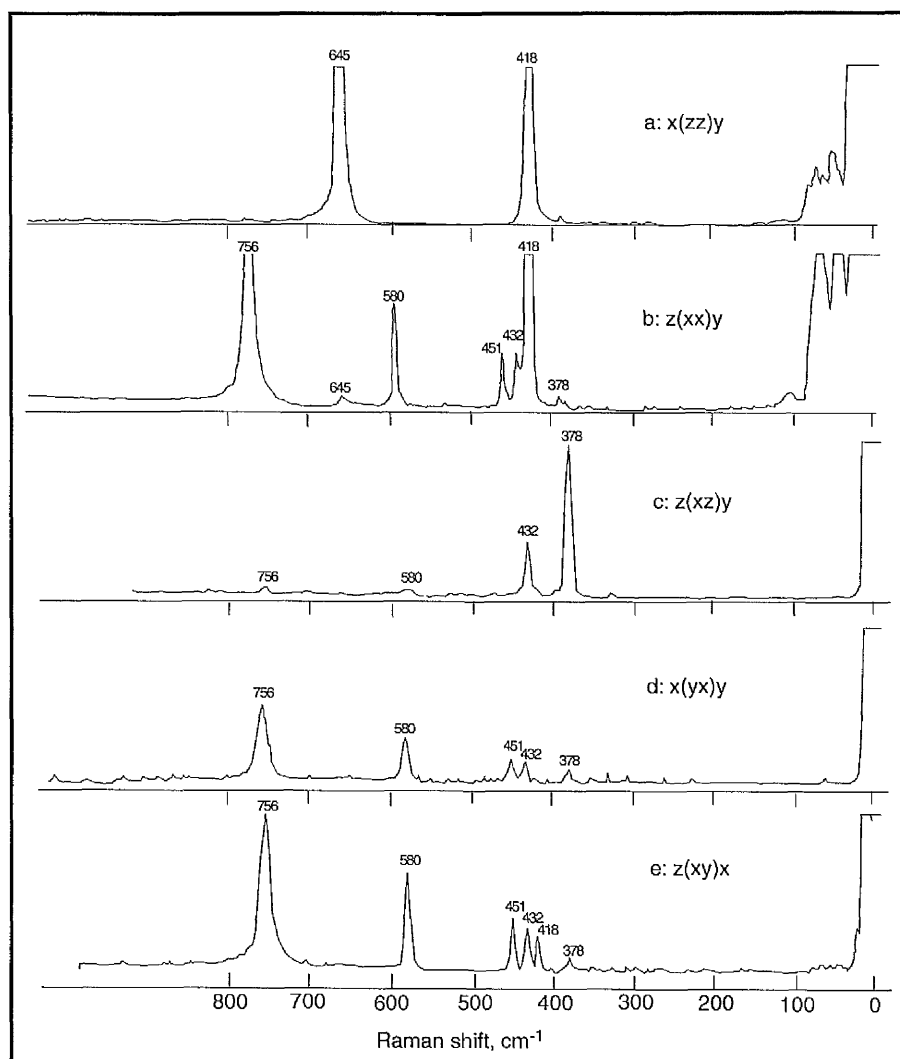 645 418
a: x(zz)y
756 418
580
b: z(xx)y
451 432
645 378
378
c: z(xz)y
432
756 580
d: x(yx)y
756
580
451 432 378
756
e: z(xy)x
580
451 432 418
378
800 700 600 500 400 300 200 100 0
Raman shift, cm⁻¹